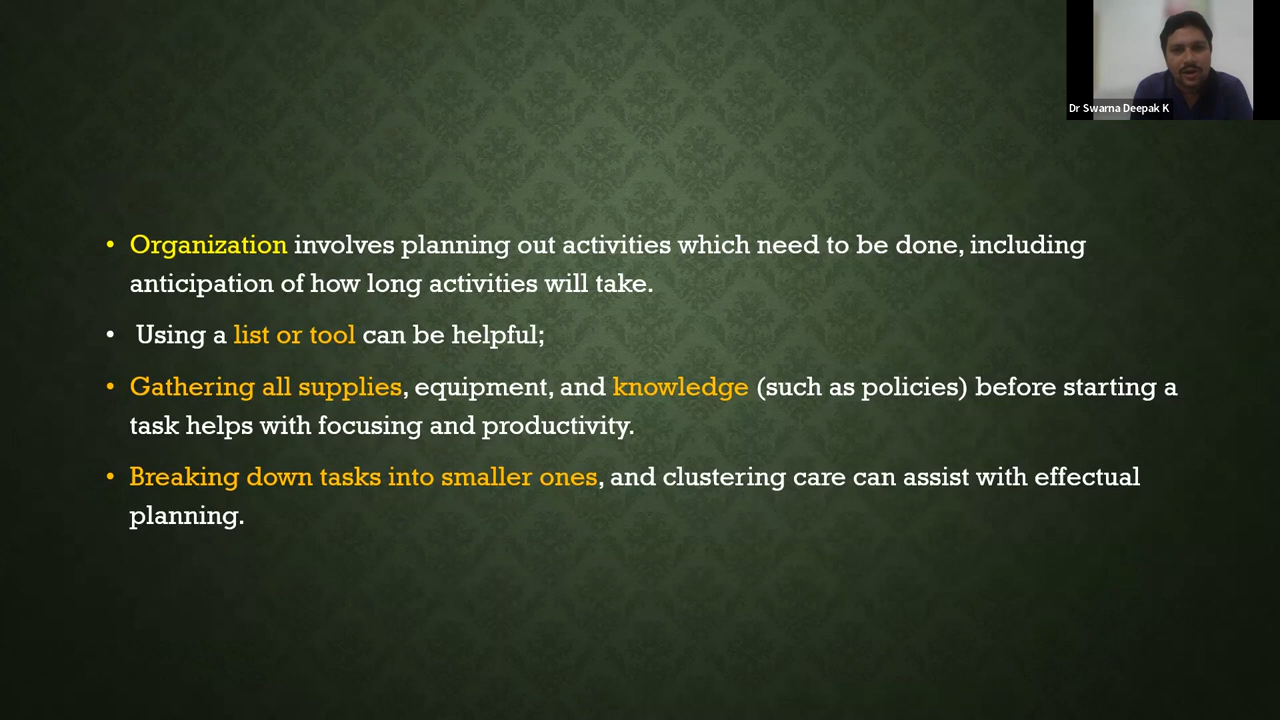 Dr Swarna Deepak K
• Organization involves planning out activities which need to be done, including
anticipation of how long activities will take.
• Using a list or tool can be helpful;
• Gathering all supplies, equipment, and knowledge (such as policies) before starting a
task helps with focusing and productivity.
• Breaking down tasks into smaller ones, and clustering care can assist with effectual
planning.